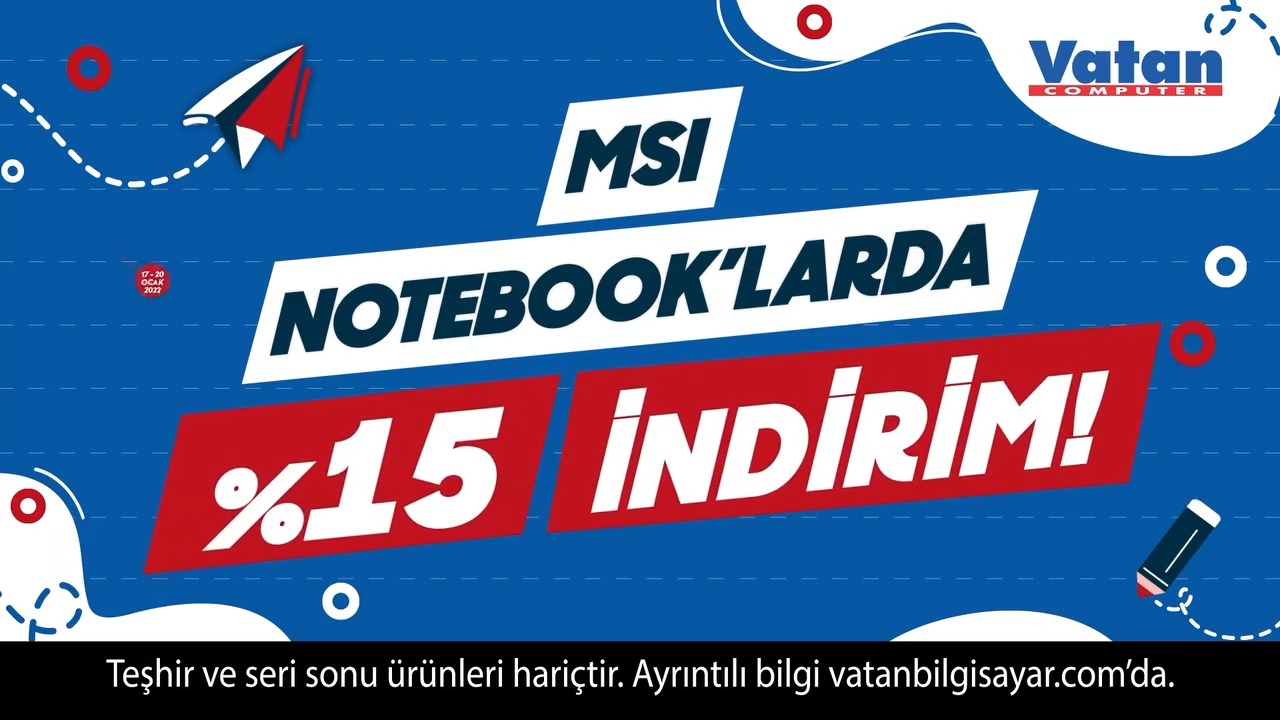 Vatan
COMPUTER
MSI
NOTEBOOK'LARDA
%15 İNDİRİM!
17 - 20
OCAK
2022
Teşhir ve seri sonu ürünleri hariçtir. Ayrıntılı bilgi vatanbilgisayar.com'da.